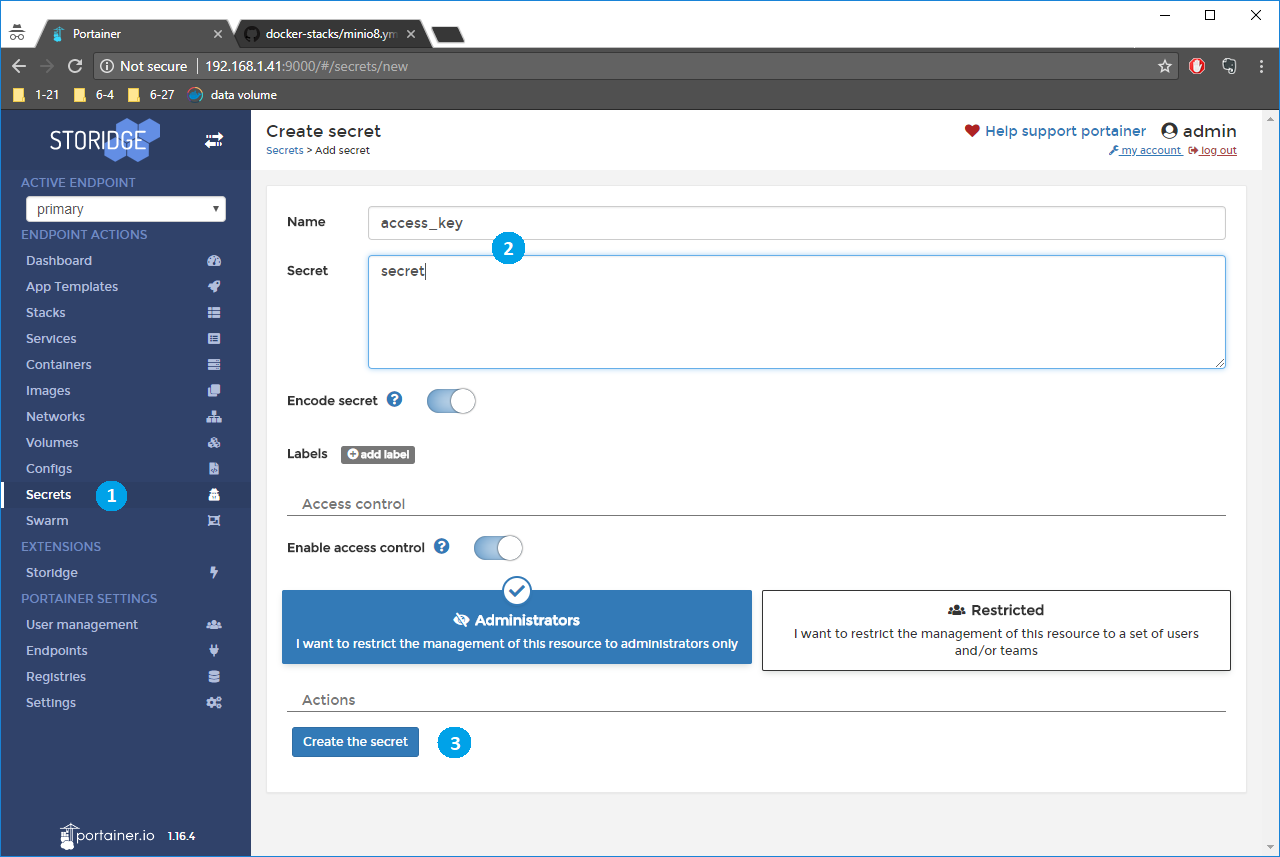 Portainer
docker-stacks/minio8.ym
Not secure
192.168.1.41:9000/#/secrets/new
1-21
6-4
6-27
data volume
STORIDGE
ACTIVE ENDPOINT
primary
ENDPOINT ACTIONS
Dashboard
App Templates
Stacks
Services
Containers
Images
Networks
Volumes
Configs
Secrets
1
Swarm
EXTENSIONS
Storidge
PORTAINER SETTINGS
User management
Endpoints
Registries
Settings
portainer.io 1.16.4
Create secret
Secrets > Add secret
Help support portainer
admin
my account
log out
Name
access_key
2
Secret
secret
Encode secret
Labels
add label
Access control
Enable access control
Administrators
I want to restrict the management of this resource to administrators only
Restricted
I want to restrict the management of this resource to a set of users
and/or teams
Actions
Create the secret
3